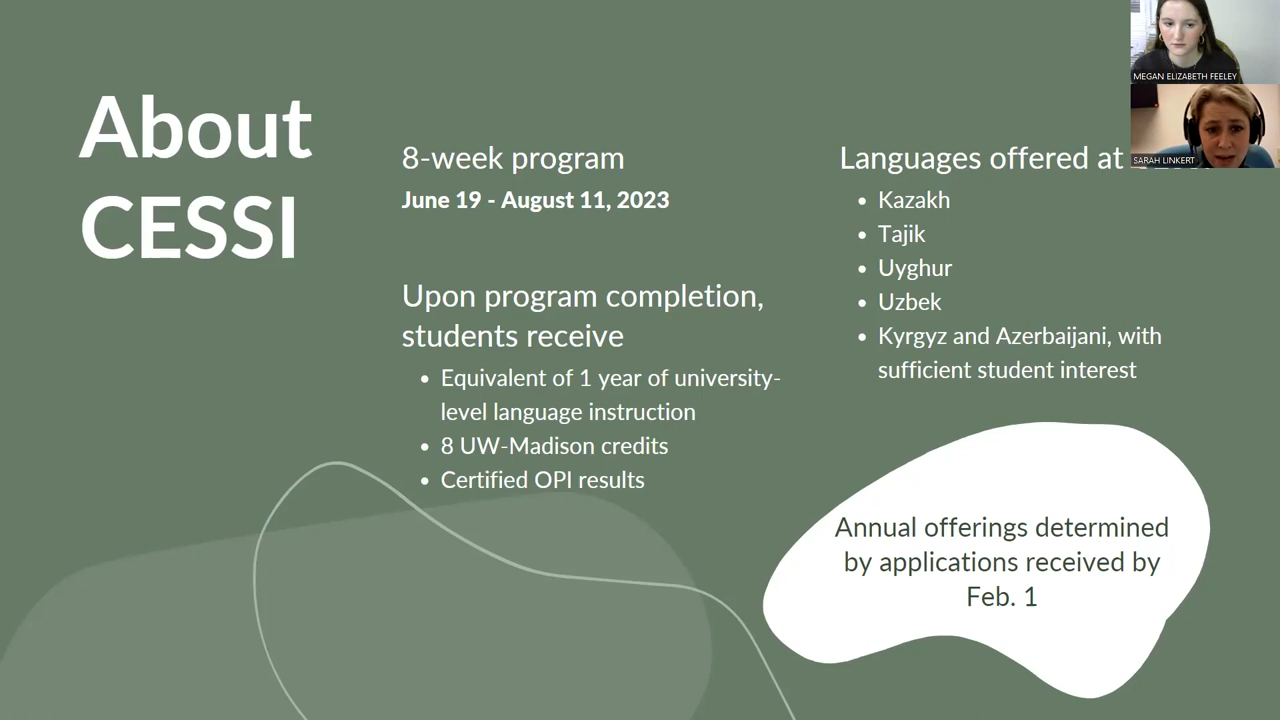 About
CESSI
8-week program
June 19 - August 11, 2023
Upon program completion,
students receive
• Equivalent of 1 year of university-
level language instruction
• 8 UW-Madison credits
• Certified OPI results
Languages offered at
• Kazakh
• Tajik
• Uyghur
• Uzbek
• Kyrgyz and Azerbaijani, with
sufficient student interest
Annual offerings determined
by applications received by
Feb. 1
MEGAN ELIZABETH FEELEY
SARAH LINKERT